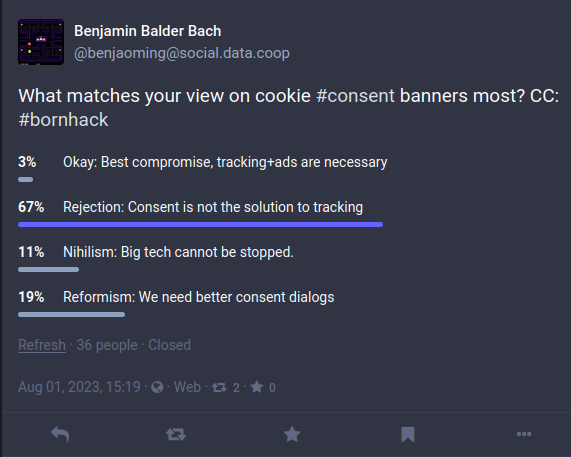 Benjamin Balder Bach
@benjaoming@social.data.coop
What matches your view on cookie #consent banners most? CC:
#bornhack
3% Okay: Best compromise, tracking+ads are necessary
67% Rejection: Consent is not the solution to tracking
11% Nihilism: Big tech cannot be stopped.
19% Reformism: We need better consent dialogs
Refresh · 36 people · Closed
Aug 01, 2023, 15:19 · · Web · 2 · 0